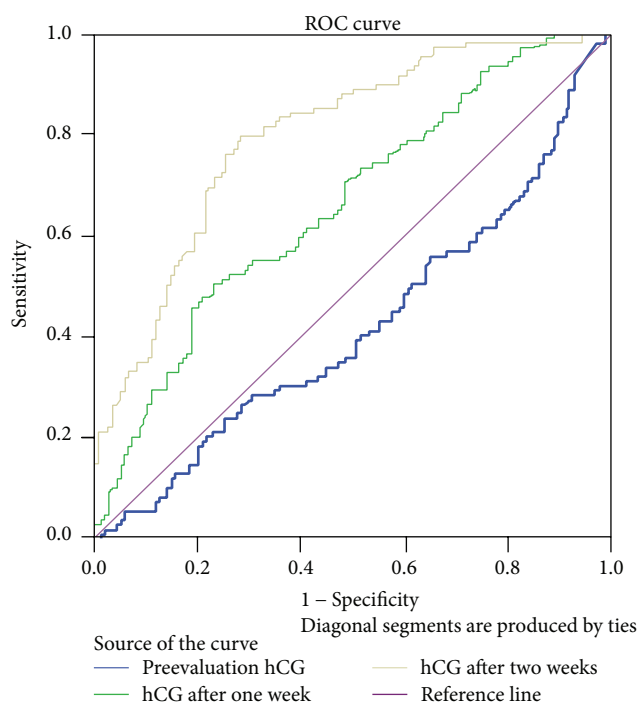 ROC curve
1.0
0.8
0.6
0.4
0.2
0.0
Sensitivity
0.0 0.2 0.4 0.6 0.8 1.0
1 – Specificity
Diagonal segments are produced by ties
Source of the curve
Preevaluation hCG
hCG after one week
hCG after two weeks
Reference line